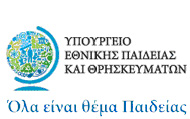 ΥΠΟΥΡΓΕΙΟ
ΕΘΝΙΚΗΣ ΠΑΙΔΕΙΑΣ
ΚΑΙ ΘΡΗΣΚΕΥΜΑΤΩΝ
Όλα είναι θέμα Παιδείας